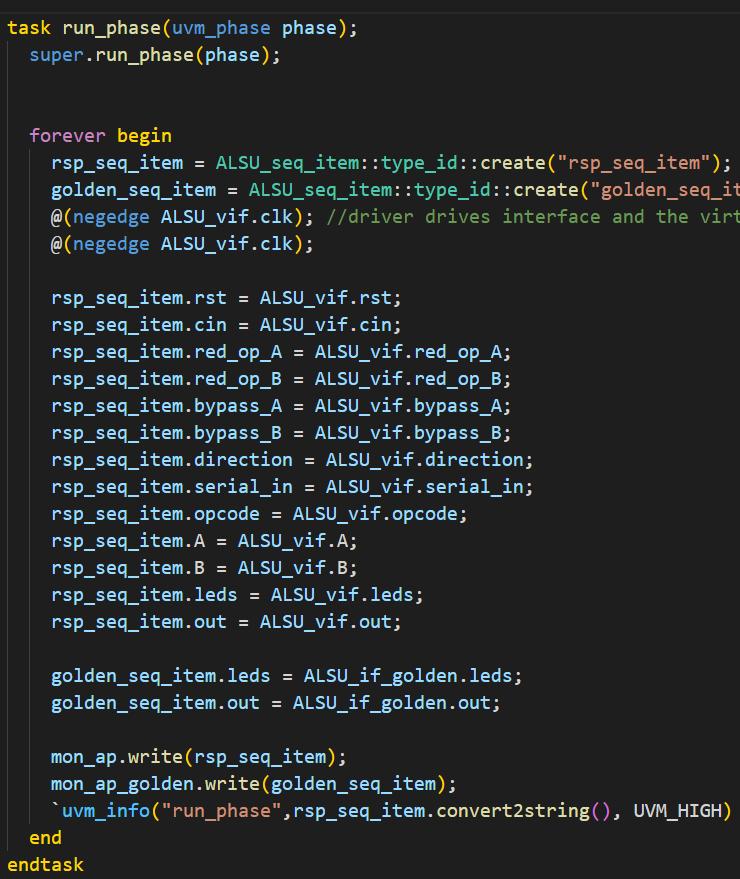 task run_phase(uvm_phase phase);
super.run_phase(phase);
forever begin
rsp_seq_item = ALSU_seq_item::type_id::create("rsp_seq_item");
golden_seq_item = ALSU_seq_item::type_id::create("golden_seq_it
@(negedge ALSU_vif.clk); //driver drives interface and the virt
@(negedge ALSU_vif.clk);
rsp_seq_item.rst = ALSU_vif.rst;
rsp_seq_item.cin = ALSU_vif.cin;
rsp_seq_item.red_op_A = ALSU_vif.red_op_A;
rsp_seq_item.red_op_B = ALSU_vif.red_op_B;
rsp_seq_item.bypass_A = ALSU_vif.bypass_A;
rsp_seq_item.bypass_B = ALSU_vif.bypass_B;
rsp_seq_item.direction = ALSU_vif.direction;
rsp_seq_item.serial_in = ALSU_vif.serial_in;
rsp_seq_item.opcode = ALSU_vif.opcode;
rsp_seq_item.A = ALSU_vif.A;
rsp_seq_item.B = ALSU_vif.B;
rsp_seq_item.leds = ALSU_vif.leds;
rsp_seq_item.out = ALSU_vif.out;
golden_seq_item.leds = ALSU_if_golden.leds;
golden_seq_item.out = ALSU_if_golden.out;
mon_ap.write(rsp_seq_item);
mon_ap_golden.write(golden_seq_item);
`uvm_info("run_phase",rsp_seq_item.convert2string(), UVM_HIGH)
end
endtask